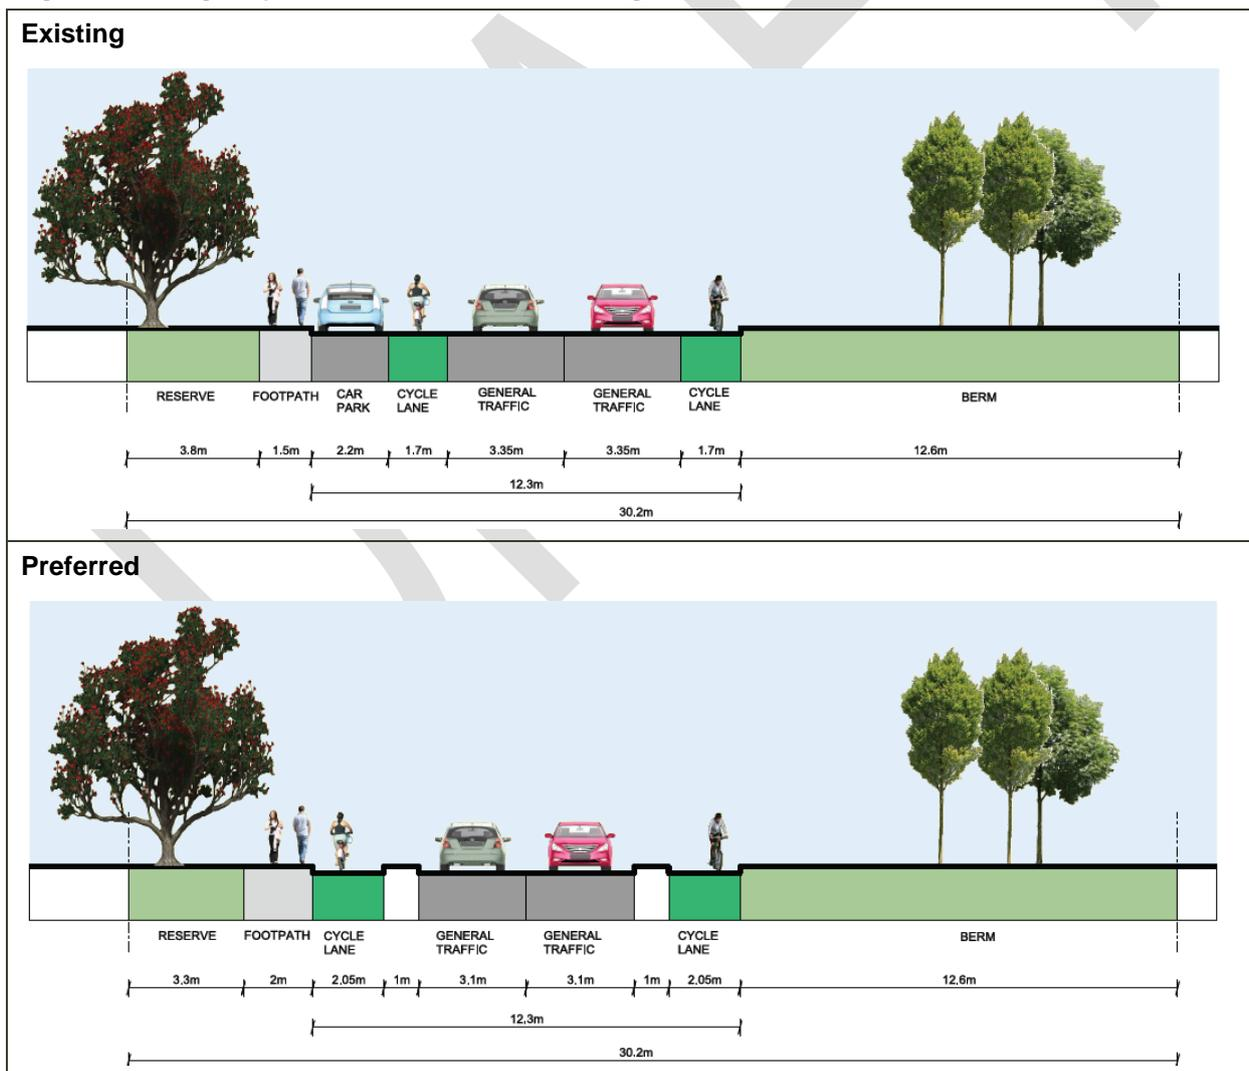 Existing
RESERVE FOOTPATH CAR PARK CYCLE LANE GENERAL TRAFFIC GENERAL TRAFFIC CYCLE LANE BERM
3.8m 1.5m 2.2m 1.7m 3.35m 3.35m 1.7m 12.6m
12.3m
30.2m
Preferred
RESERVE FOOTPATH CYCLE LANE GENERAL TRAFFIC GENERAL TRAFFIC CYCLE LANE BERM
3.3m 2m 2.05m 1m 3.1m 3.1m 1m 2.05m 12.6m
12.3m
30.2m